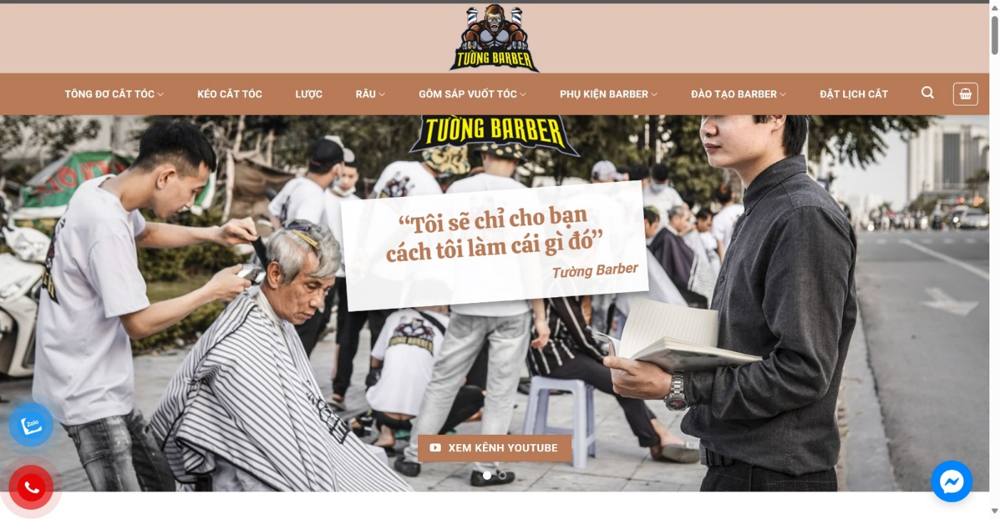 TƯỜNG BARBER
TÔNG ĐƠ CẮT TÓC
KÉO CẮT TÓC
LƯỢC
RÂU
GÔM SÁP VUỐT TÓC
PHỤ KIỆN BARBER
ĐÀO TẠO BARBER
ĐẶT LỊCH CẮT
TƯỜNG BARBER
“Tôi sẽ chỉ cho bạn
cách tôi làm cái gì đó”
Tường Barber
TƯỜNG BARBER
Zalo
XEM KÊNH YOUTUBE